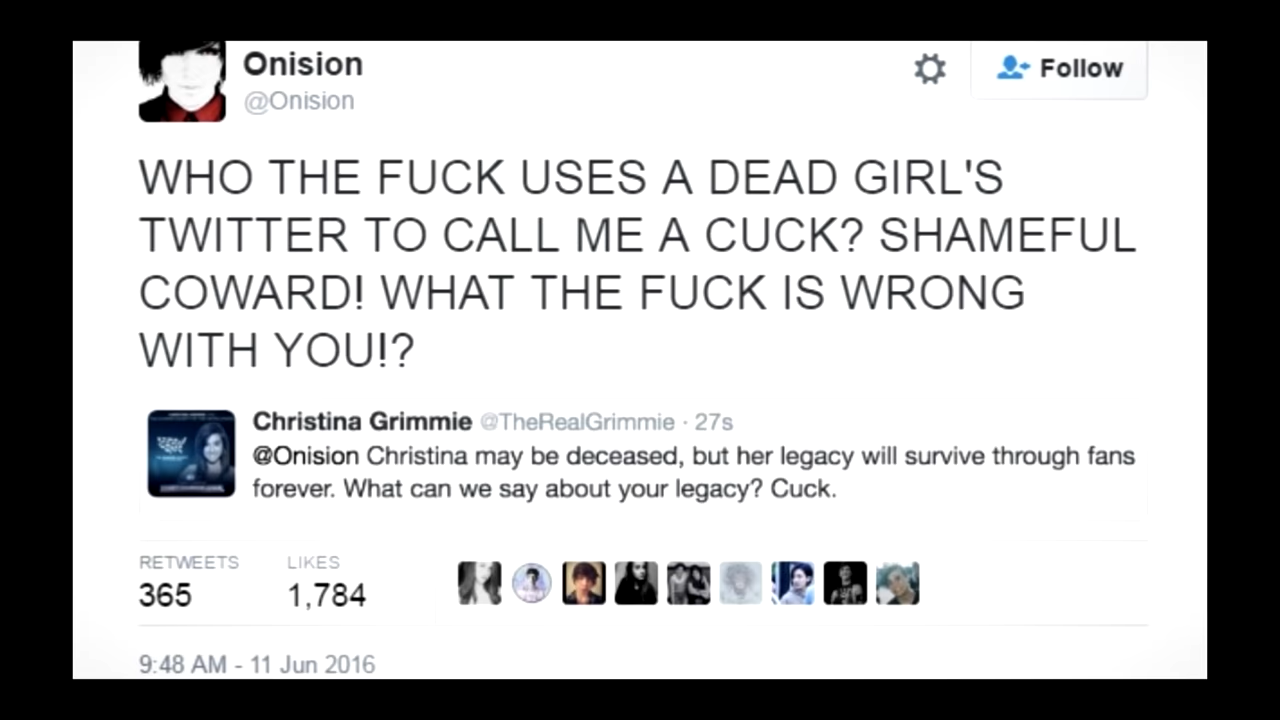 Onision
@Onision
Follow
WHO THE FUCK USES A DEAD GIRL'S
TWITTER TO CALL ME A CUCK? SHAMEFUL
COWARD! WHAT THE FUCK IS WRONG
WITH YOU!?
Christina Grimmie @TheRealGrimmie · 27s
@Onision Christina may be deceased, but her legacy will survive through fans
forever. What can we say about your legacy? Cuck.
RETWEETS LIKES
365 1,784
9:48 AM - 11 Jun 2016